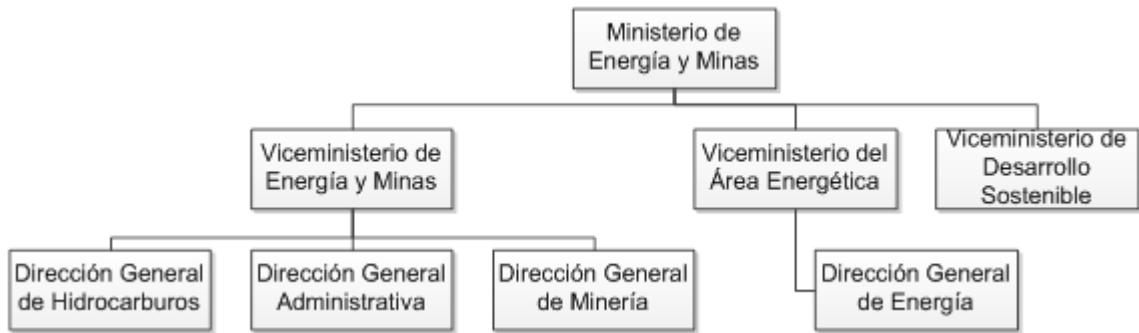 Ministerio de
Energía y Minas
Viceministerio de
Energía y Minas
Viceministerio del
Área Energética
Viceministerio de
Desarrollo
Sostenible
Dirección General
de Hidrocarburos
Dirección General
Administrativa
Dirección General
de Minería
Dirección General
de Energía